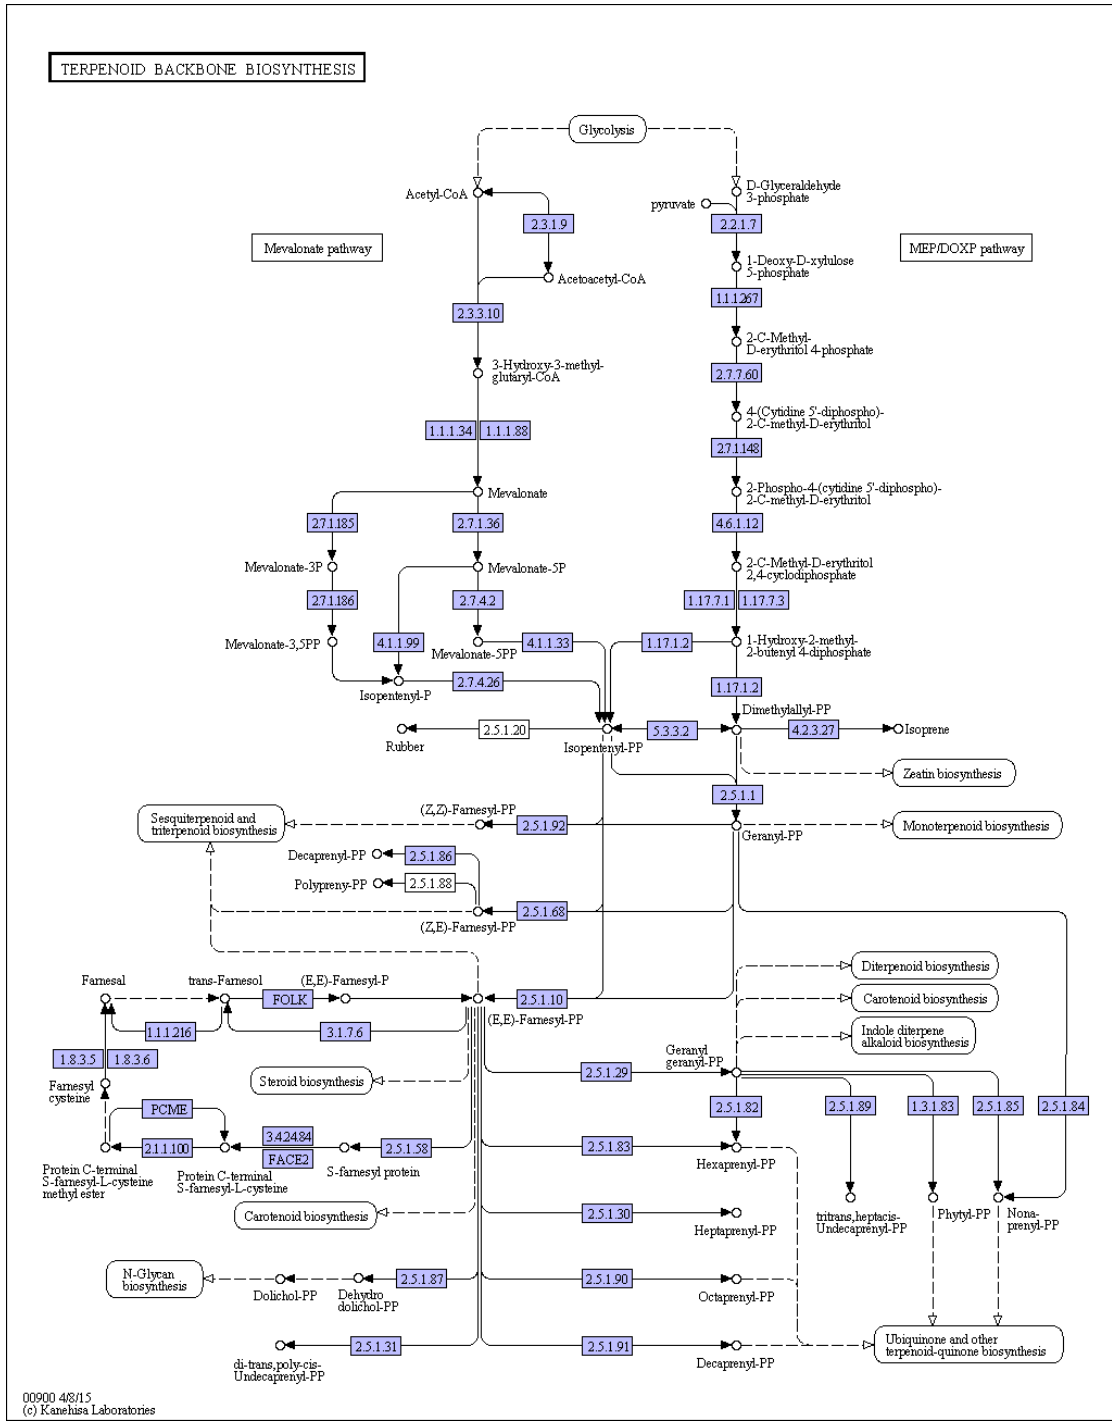 TERPENOID BACKBONE BIOSYNTHESIS
Glycolysis
Acetyl-CoA
D-Glyceraldehyde
3-phosphate
pyruvate
2.3.1.9
2.2.1.7
Mevalonate pathway
MEP/DOXP pathway
1-Deoxy-D-xylulose
5-phosphate
Acetoacetyl-CoA
1.1.1.267
2.3.3.10
2-C-Methyl-
D-erythritol 4-phosphate
3-Hydroxy-3-methyl-
glutaryl-CoA
2.7.7.60
4-(Cytidine 5'-diphospho)-
2-C-methyl-D-erythritol
1.1.1.34
1.1.1.88
2.7.1.148
Mevalonate
2-Phospho-4-(cytidine 5'-diphospho)-
2-C-methyl-D-erythritol
2.7.1.185
2.7.1.36
4.6.1.12
Mevalonate-3P
Mevalonate-5P
2-C-Methyl-D-erythritol
2,4-cyclodiphosphate
2.7.1.186
2.7.4.2
1.17.7.1
1.17.7.3
Mevalonate-3,5PP
4.1.1.99
Mevalonate-5PP
4.1.1.33
1.17.1.2
1-Hydroxy-2-methyl-
2-butenyl 4-diphosphate
Isopentenyl-P
2.7.4.26
1.17.1.2
Dimethylallyl-PP
Rubber
2.5.1.20
Isopentenyl-PP
5.3.3.2
4.2.3.27
Isoprene
Zeatin biosynthesis
2.5.1.1
Sesquiterpenoid and
triterpenoid biosynthesis
(Z,Z)-Farnesyl-PP
2.5.1.92
Geranyl-PP
Monoterpenoid biosynthesis
Decaprenyl-PP
2.5.1.86
Polypreny-PP
2.5.1.88
2.5.1.68
(Z,E)-Farnesyl-PP
Farnesal
trans-Farnesol
(E,E)-Farnesyl-P
Diterpenoid biosynthesis
FOLK
2.5.1.10
(E,E)-Farnesyl-PP
Carotenoid biosynthesis
1.1.1.216
3.1.7.6
Indole diterpene
alkaloid biosynthesis
1.8.3.5
1.8.3.6
Geranyl
geranyl-PP
Farnesyl
cysteine
Steroid biosynthesis
2.5.1.29
PCME
2.5.1.82
2.5.1.89
1.3.1.83
2.5.1.85
2.5.1.84
2.1.1.100
3.4.24.84
FACE2
2.5.1.58
2.5.1.83
Protein C-terminal
S-farnesyl-L-cysteine
methyl ester
Protein C-terminal
S-farnesyl-L-cysteine
S-farnesyl protein
Hexaprenyl-PP
Carotenoid biosynthesis
2.5.1.30
Heptaprenyl-PP
tritrans,heptacis-
Undecaprenyl-PP
Phytyl-PP
Nona-
prenyl-PP
N-Glycan
biosynthesis
Dolichol-PP
Dehydro
dolichol-PP
2.5.1.87
2.5.1.90
Octaprenyl-PP
2.5.1.31
di-trans,poly-cis-
Undecaprenyl-PP
2.5.1.91
Decaprenyl-PP
Ubiquinone and other
terpenoid-quinone biosynthesis
00900 4/8/15
(c) Kanehisa Laboratories